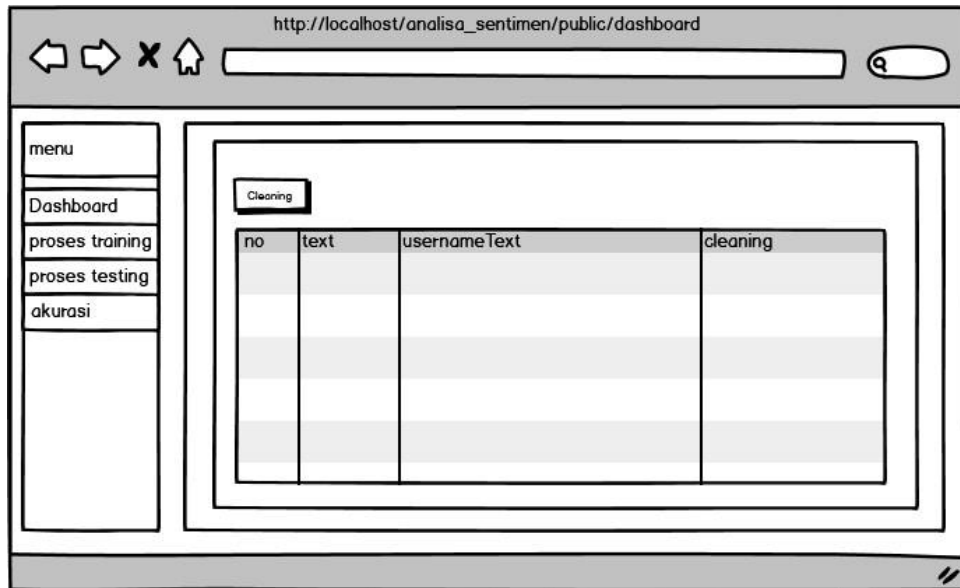 http://localhost/analisa_sentimen/public/dashboard
menu
Dashboard
proses training
proses testing
akurasi
Cleaning
no text usernameText cleaning